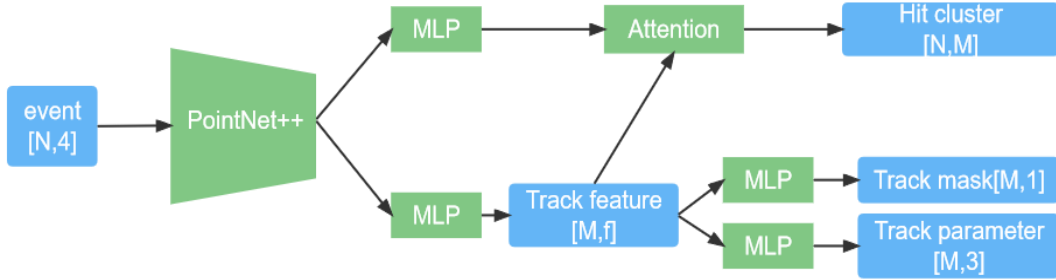 event
[N,4]
PointNet++
MLP
Attention
Hit cluster
[N,M]
MLP
Track feature
[M,f]
MLP
Track mask[M,1]
MLP
Track parameter
[M,3]